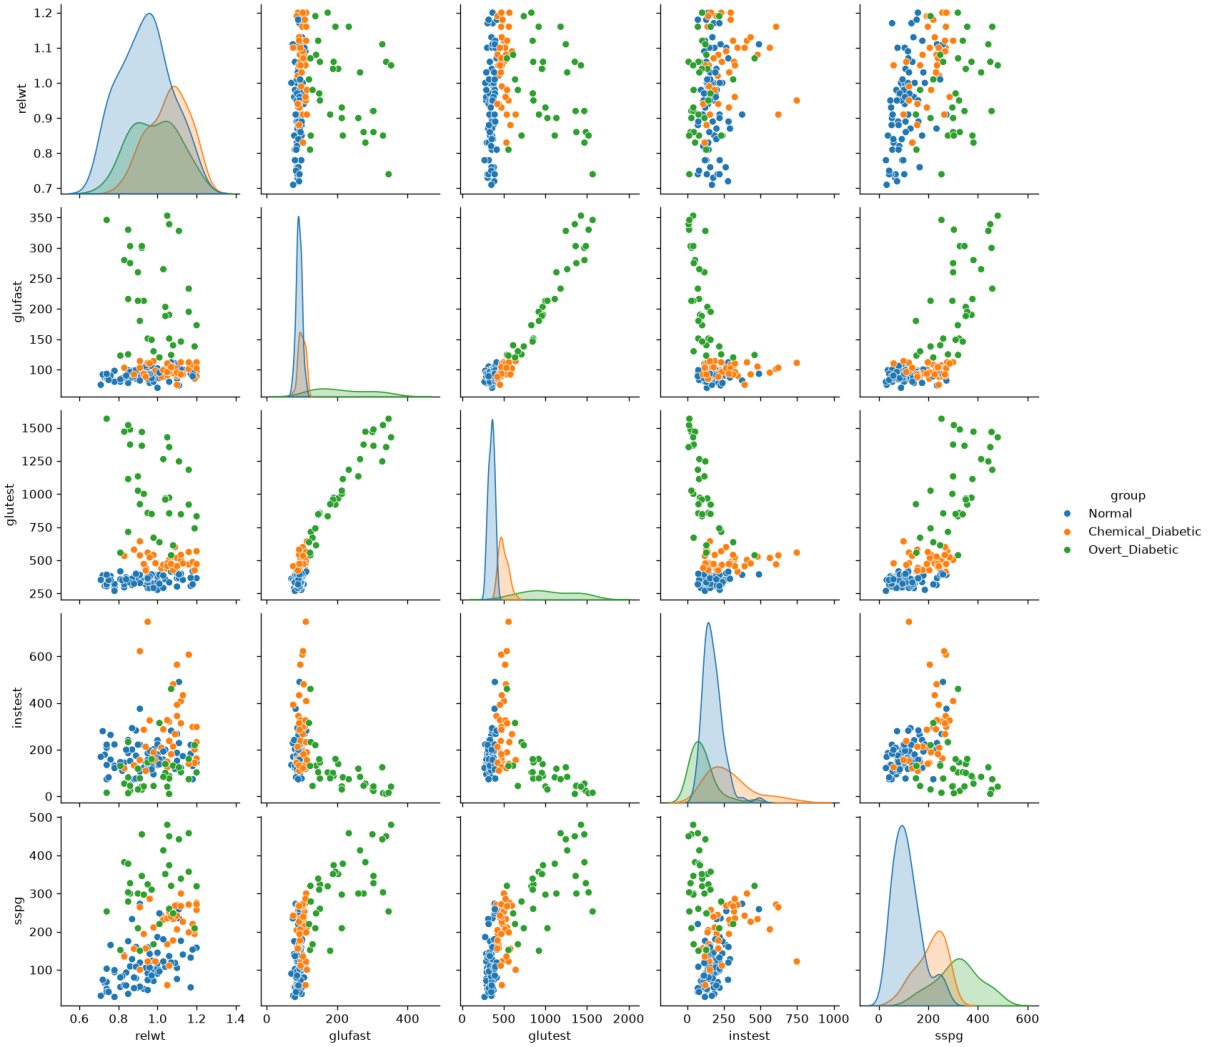 1.2
1.1
1.0
0.9
0.8
0.7
relwt
350
300
250
200
150
100
glufast
1500
1250
1000
750
500
250
glutest
group
Normal
Chemical_Diabetic
Overt_Diabetic
600
400
200
0
instest
500
400
300
200
100
sspg
0.6 0.8 1.0 1.2 1.4
relwt
0 200 400
glufast
0 500 1000 1500 2000
glutest
0 250 500 750 1000
instest
0 200 400 600
sspg